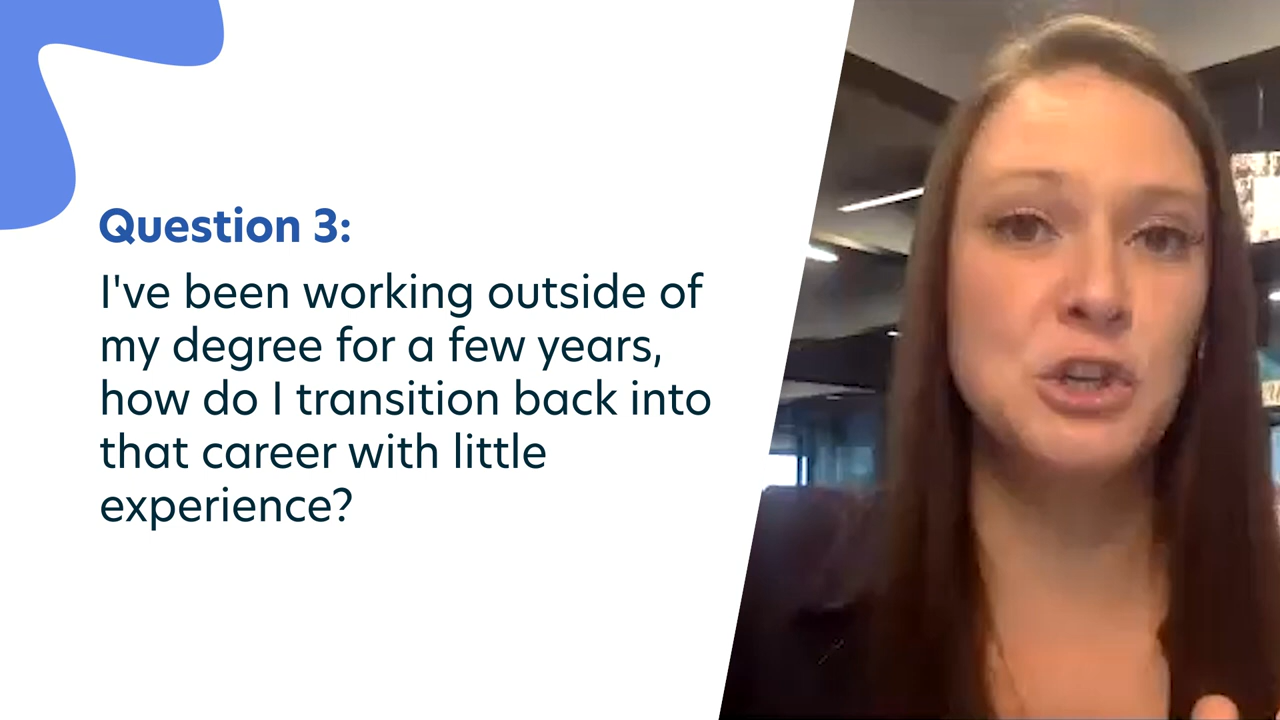 Question 3:
I've been working outside of
my degree for a few years,
how do I transition back into
that career with little
experience?